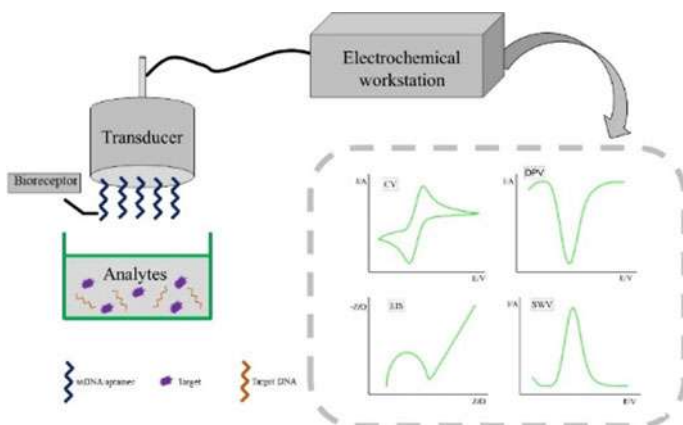 Electrochemical
workstation
Transducer
Bioreceptor
Analytes
I/A
CV
E/V
I/A
DPV
E/V
-Z/Ω
EIS
Z/Ω
I/A
SWV
E/V
ssDNA/aptamer
Target
Target DNA